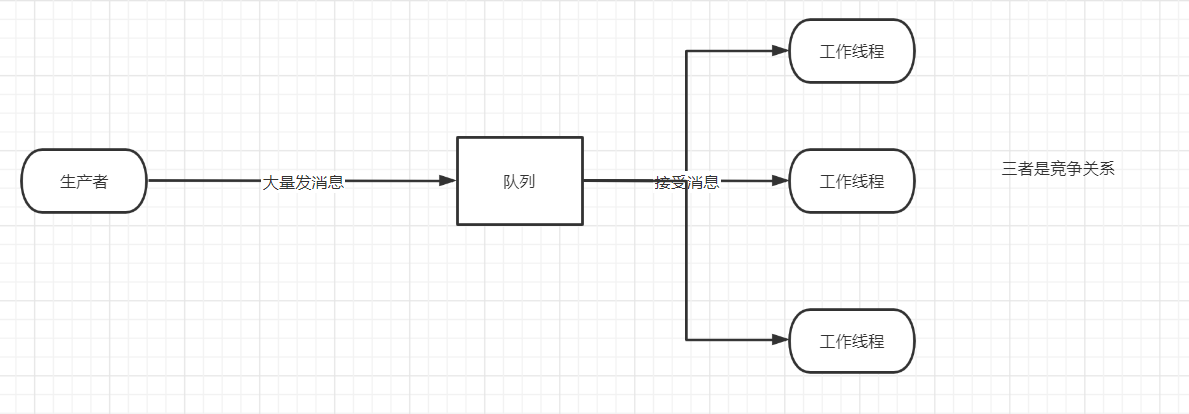 工作线程
生产者
大量发消息
队列
接受消息
工作线程
三者是竞争关系
工作线程